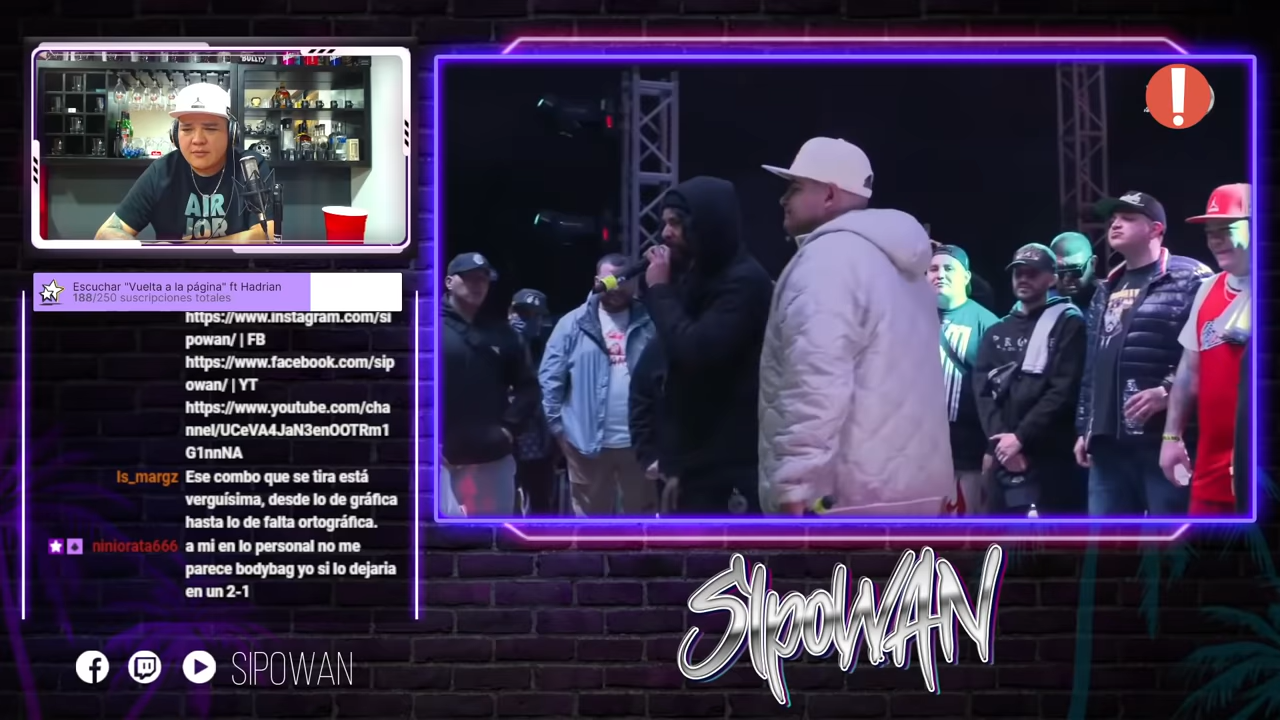 BULLY
AIR
JOR
Escuchar "Vuelta a la página" ft Hadrian
188/250 suscripciones totales
https://www.instagram.com/si
powan/ | FB
https://www.facebook.com/sip
owan/ | YT
https://www.youtube.com/cha
nnel/UCeVA4JaN3enOOTRm1
G1nnNA
ls_margz Ese combo que se tira está
verguísima, desde lo de gráfica
hasta lo de falta ortográfica.
niniorata666 a mi en lo personal no me
parece bodybag yo si lo dejaria
en un 2-1
SIPOWAN
SIpoWAN